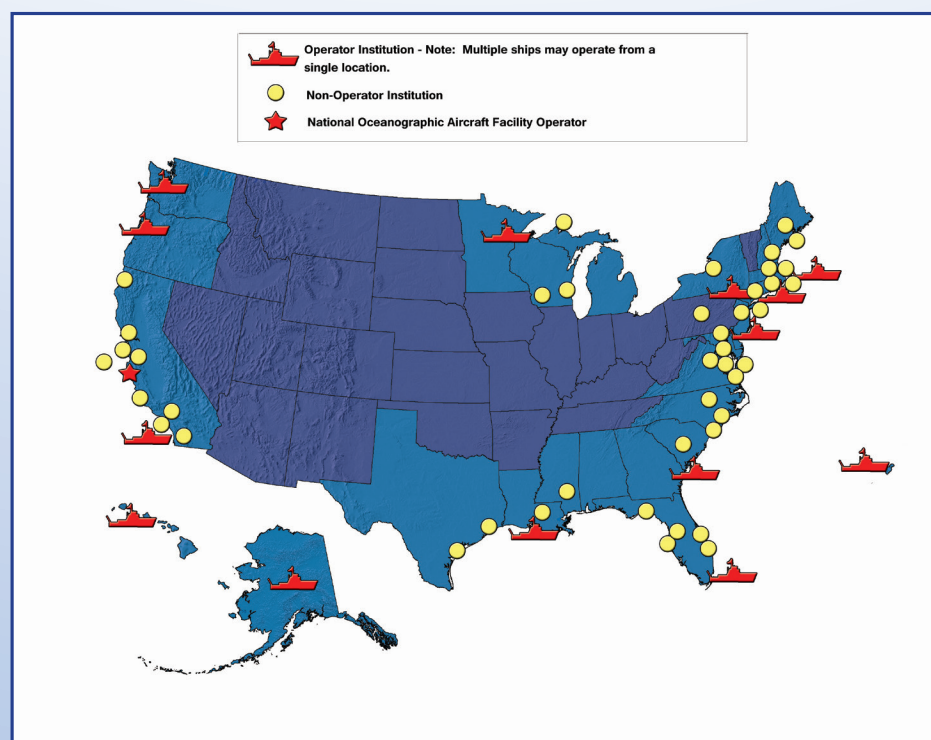 Operator Institution - Note:  Multiple ships may operate from a
single location.
Non-Operator Institution
National Oceanographic Aircraft Facility Operator